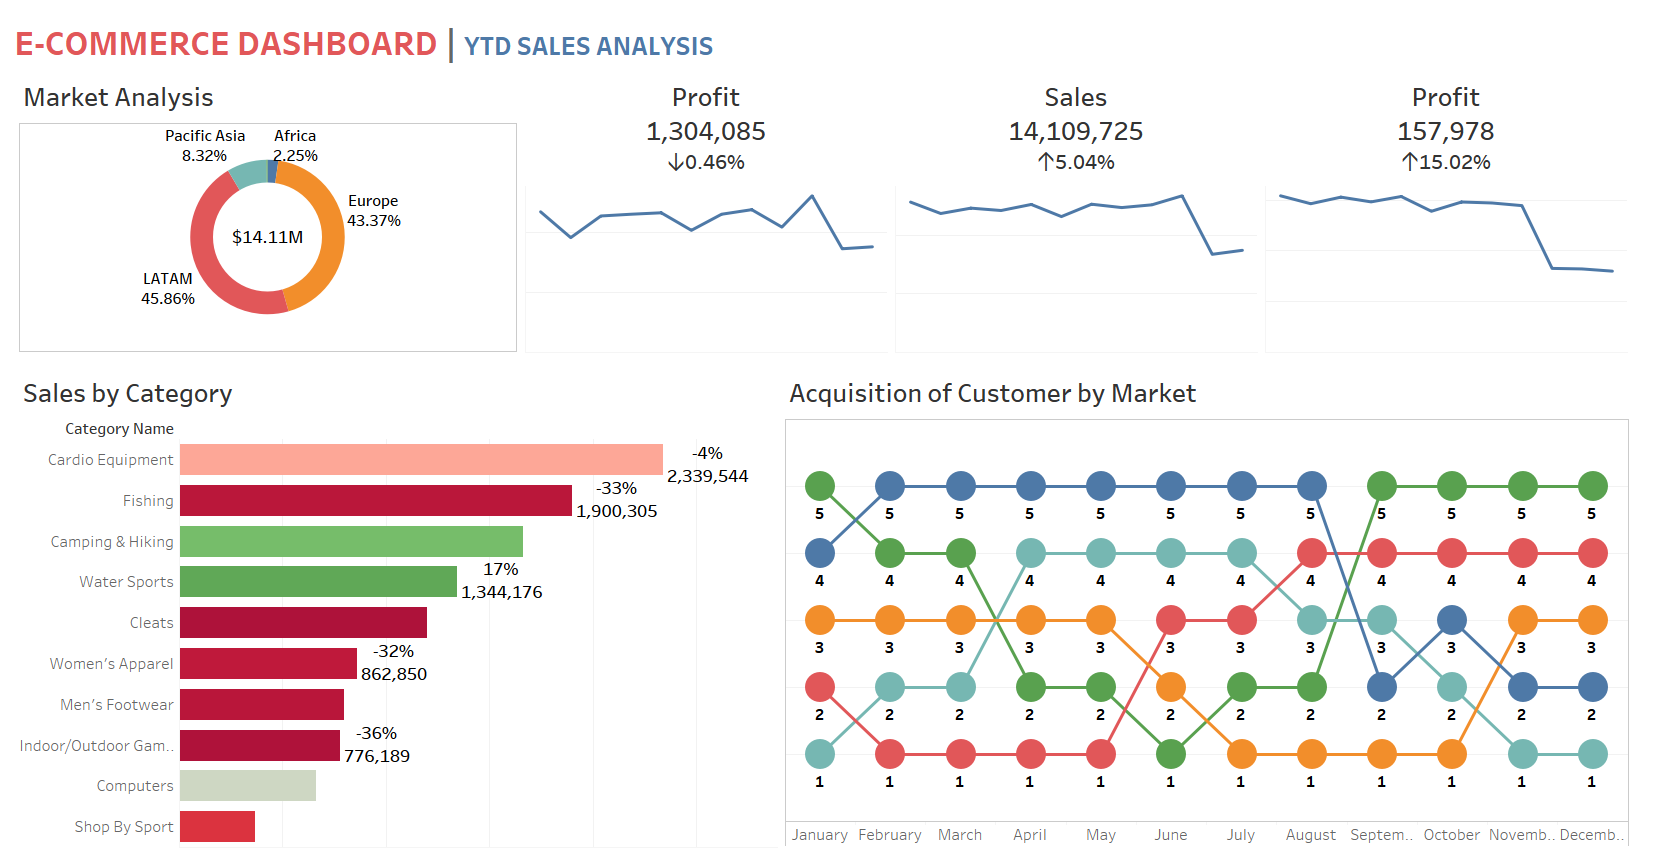 E-COMMERCE DASHBOARD | YTD SALES ANALYSIS
Market Analysis
Pacific Asia
8.32%
Africa
2.25%
Europe
43.37%
$14.11M
LATAM
45.86%
Profit
1,304,085
↓0.46%
Sales
14,109,725
↑5.04%
Profit
157,978
↑15.02%
Sales by Category
Category Name
Cardio Equipment
-4%
2,339,544
Fishing
-33%
1,900,305
Camping & Hiking
Water Sports
17%
1,344,176
Cleats
Women's Apparel
-32%
862,850
Men's Footwear
Indoor/Outdoor Gam..
-36%
776,189
Computers
Shop By Sport
Acquisition of Customer by Market
5 5 5 5 5 5 5 5 5 5 5 5
4 4 4 4 4 4 4 4 4 4 4 4
3 3 3 3 3 3 3 3 3 3 3 3
2 2 2 2 2 2 2 2 2 2 2 2
1 1 1 1 1 1 1 1 1 1 1 1
January February March April May June July August Septem.. October Novemb.. Decemb..